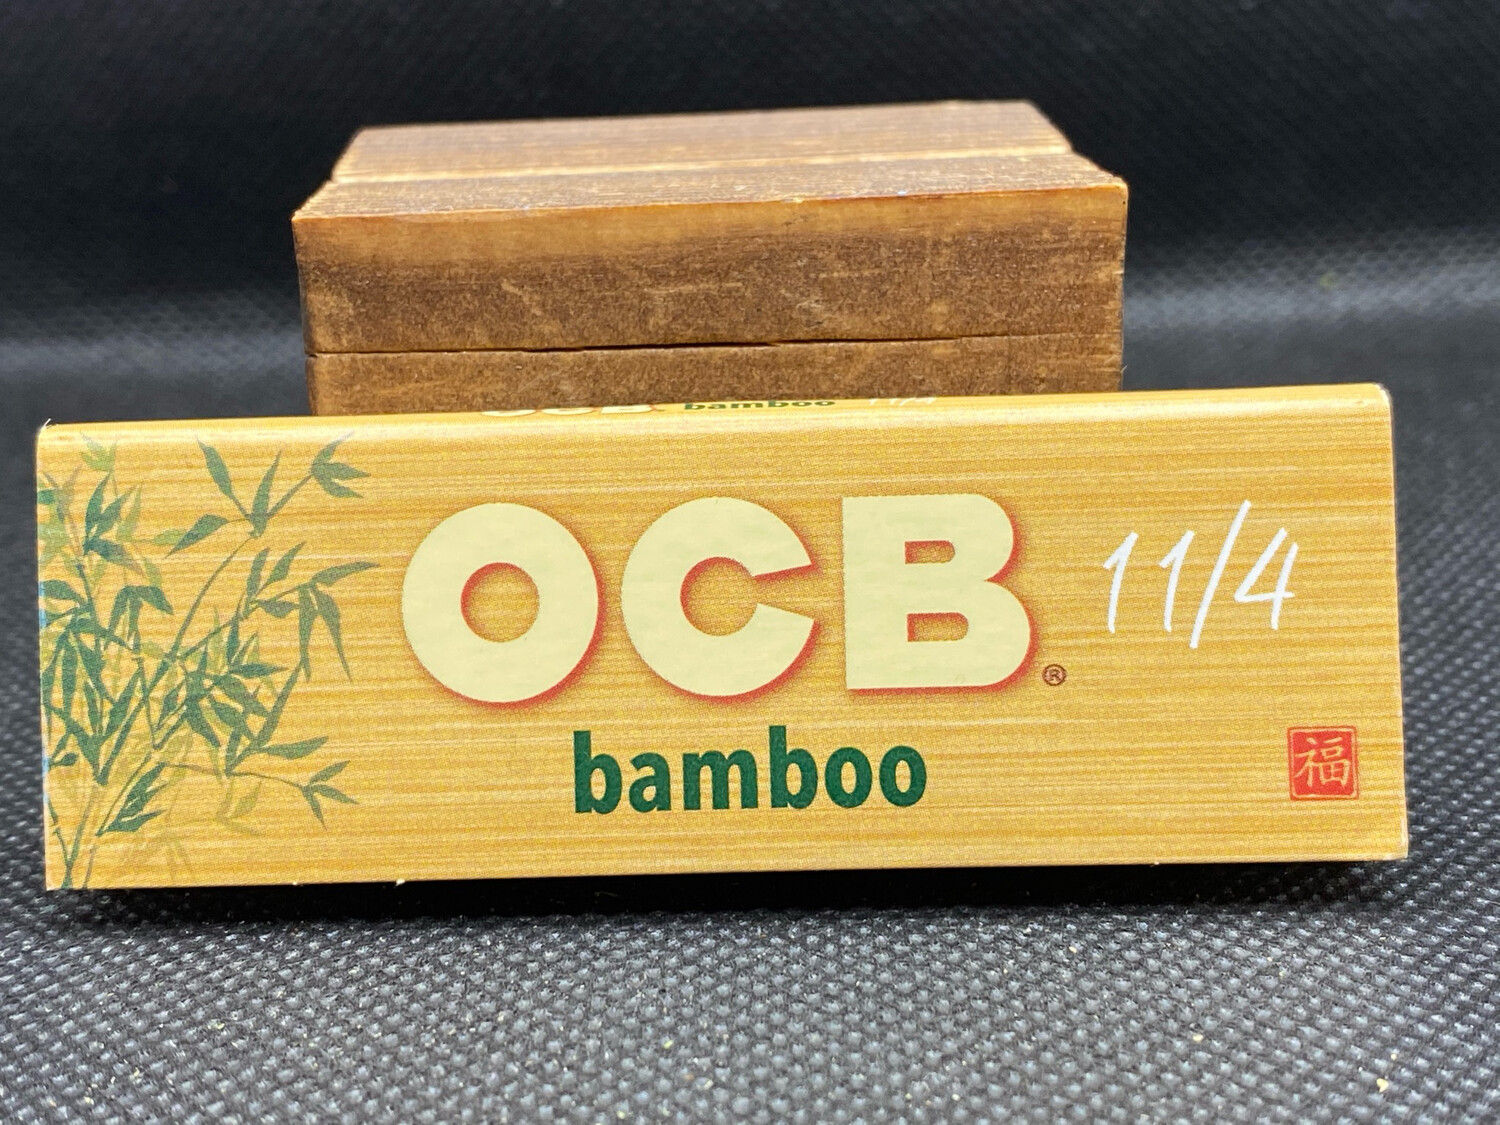 OCB bamboo 11/4
OCB® 11/4
bamboo
福